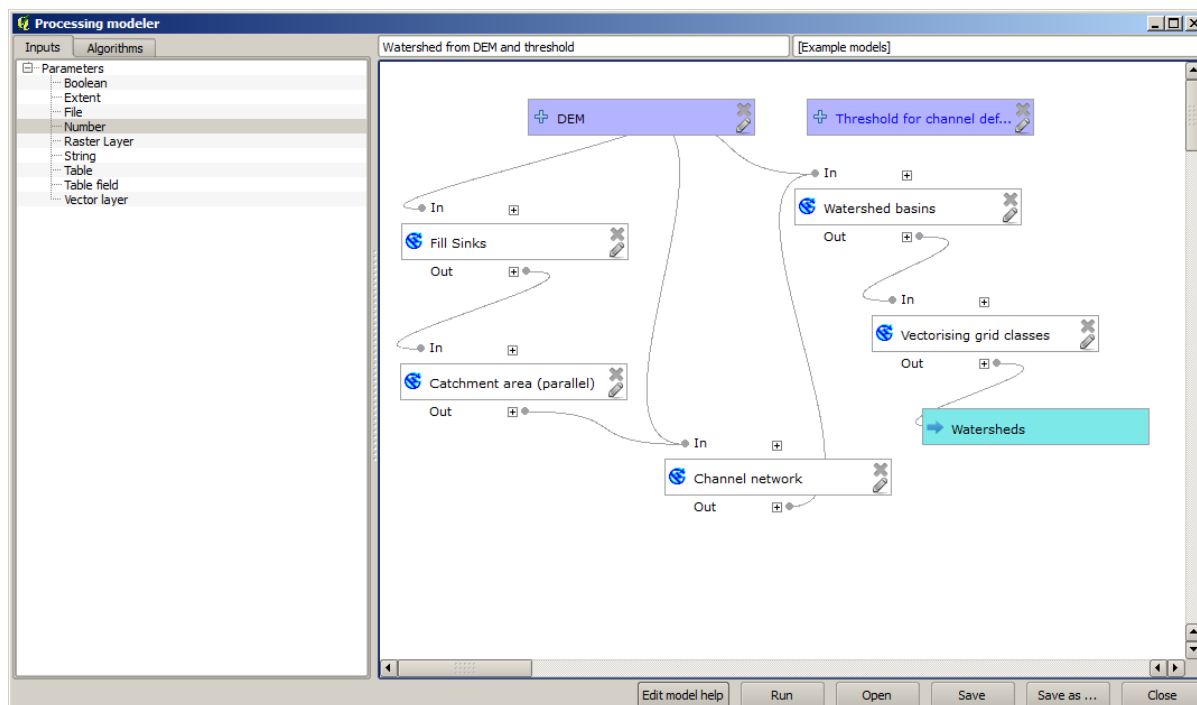 Processing modeler
Inputs
Algorithms
Parameters
Boolean
Extent
File
Number
Raster Layer
String
Table
Table field
Vector layer
Watershed from DEM and threshold
[Example models]
DEM
Threshold for channel def...
In
Watershed basins
Out
In
Fill Sinks
Out
In
Vectorising grid classes
Out
In
Catchment area (parallel)
Out
Watersheds
In
Channel network
Out
Edit model help
Run
Open
Save
Save as ...
Close